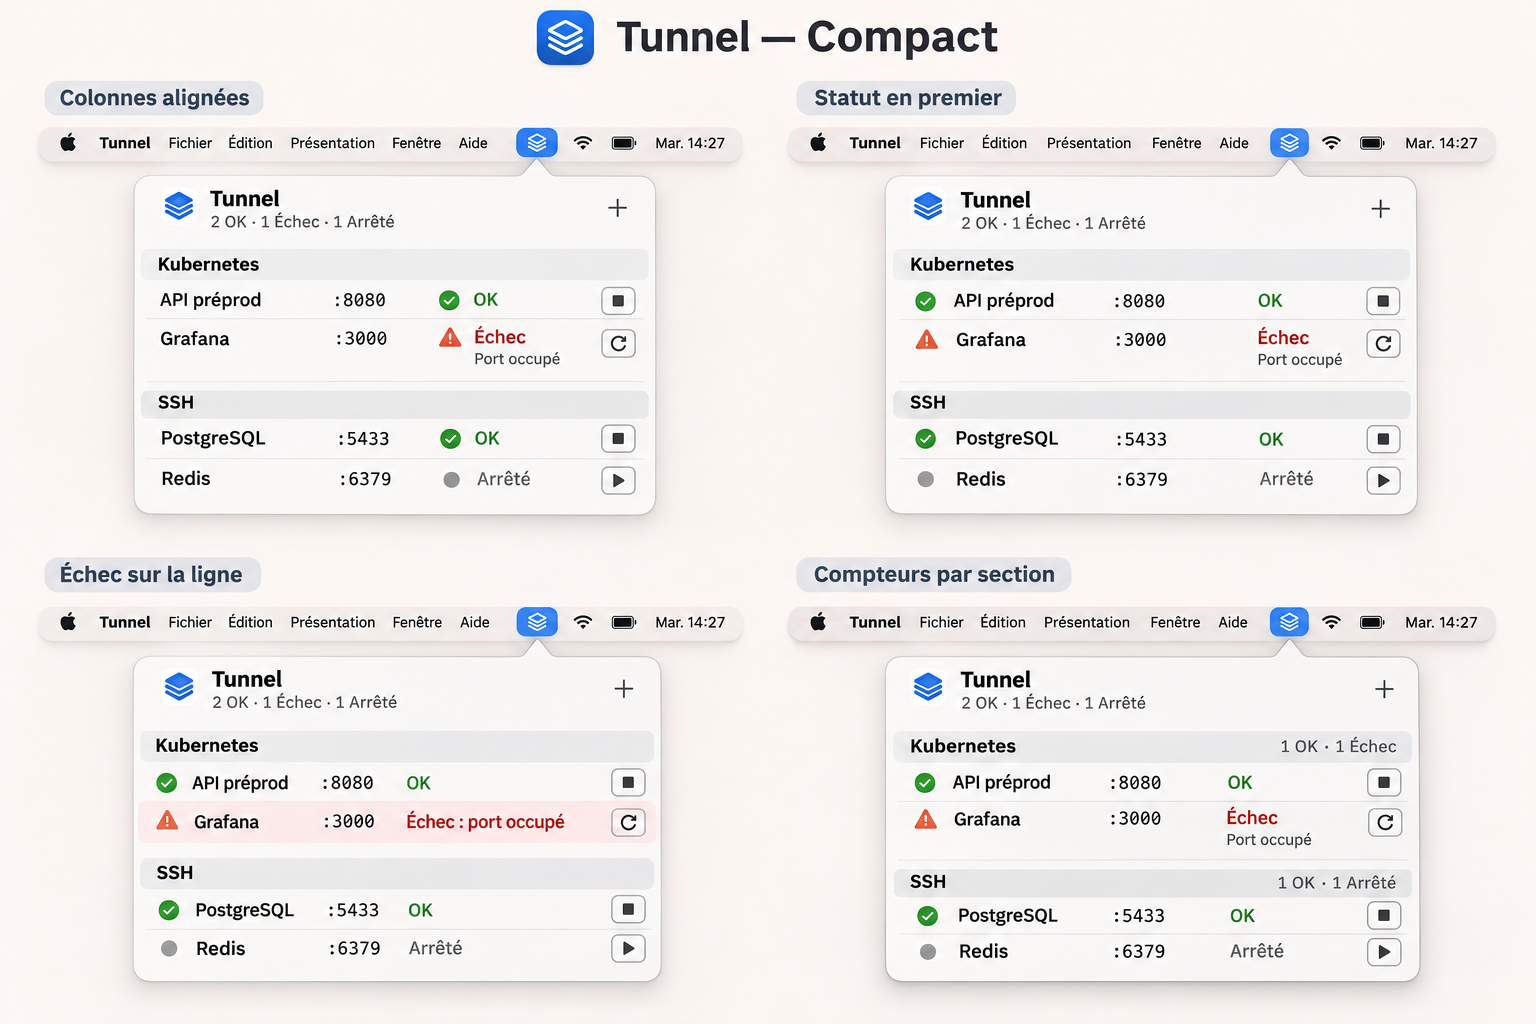 Tunnel — Compact
Colonnes alignées
Tunnel Fichier Édition Présentation Fenêtre Aide Mar. 14:27
Tunnel
2 OK · 1 Échec · 1 Arrêté
Kubernetes
API préprod :8080 OK
Grafana :3000 Échec
Port occupé
SSH
PostgreSQL :5433 OK
Redis :6379 Arrêté
Statut en premier
Tunnel Fichier Édition Présentation Fenêtre Aide Mar. 14:27
Tunnel
2 OK · 1 Échec · 1 Arrêté
Kubernetes
API préprod :8080 OK
Grafana :3000 Échec
Port occupé
SSH
PostgreSQL :5433 OK
Redis :6379 Arrêté
Échec sur la ligne
Tunnel Fichier Édition Présentation Fenêtre Aide Mar. 14:27
Tunnel
2 OK · 1 Échec · 1 Arrêté
Kubernetes
API préprod :8080 OK
Grafana :3000 Échec : port occupé
SSH
PostgreSQL :5433 OK
Redis :6379 Arrêté
Compteurs par section
Tunnel Fichier Édition Présentation Fenêtre Aide Mar. 14:27
Tunnel
2 OK · 1 Échec · 1 Arrêté
Kubernetes 1 OK · 1 Échec
API préprod :8080 OK
Grafana :3000 Échec
Port occupé
SSH 1 OK · 1 Arrêté
PostgreSQL :5433 OK
Redis :6379 Arrêté